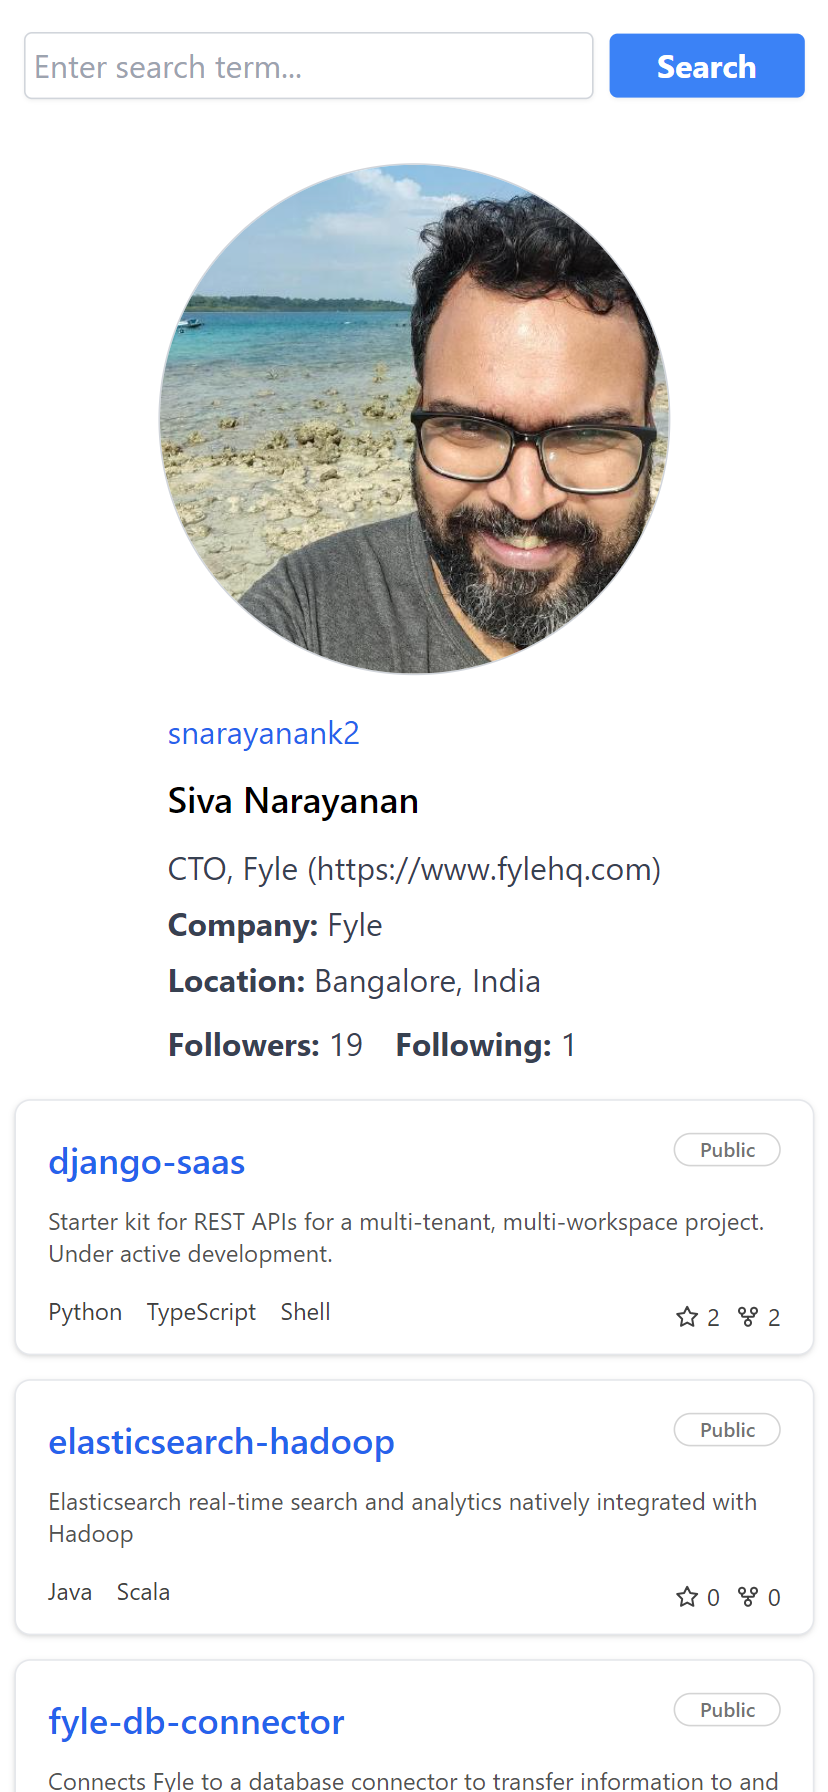 Enter search term...
Search
snarayanank2
Siva Narayanan
CTO, Fyle (https://www.fylehq.com)
Company: Fyle
Location: Bangalore, India
Followers: 19 Following: 1
django-saas
Public
Starter kit for REST APIs for a multi-tenant, multi-workspace project.
Under active development.
Python TypeScript Shell
2 2
elasticsearch-hadoop
Public
Elasticsearch real-time search and analytics natively integrated with
Hadoop
Java Scala
0 0
fyle-db-connector
Public
Connects Fyle to a database connector to transfer information to and